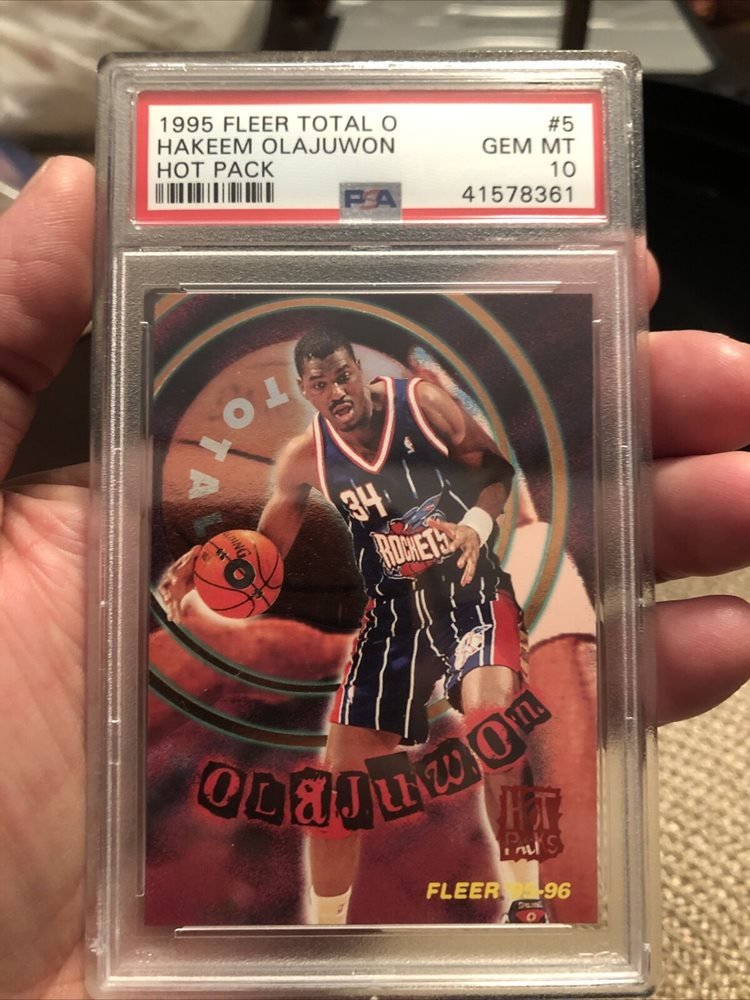 1995 FLEER TOTAL O #5
HAKEEM OLAJUWON GEM MT
HOT PACK 10
PSA 41578361
TOTAL
O
34
ROCKETS
OLAJUWON
HOT
PACKS
FLEER '95-96